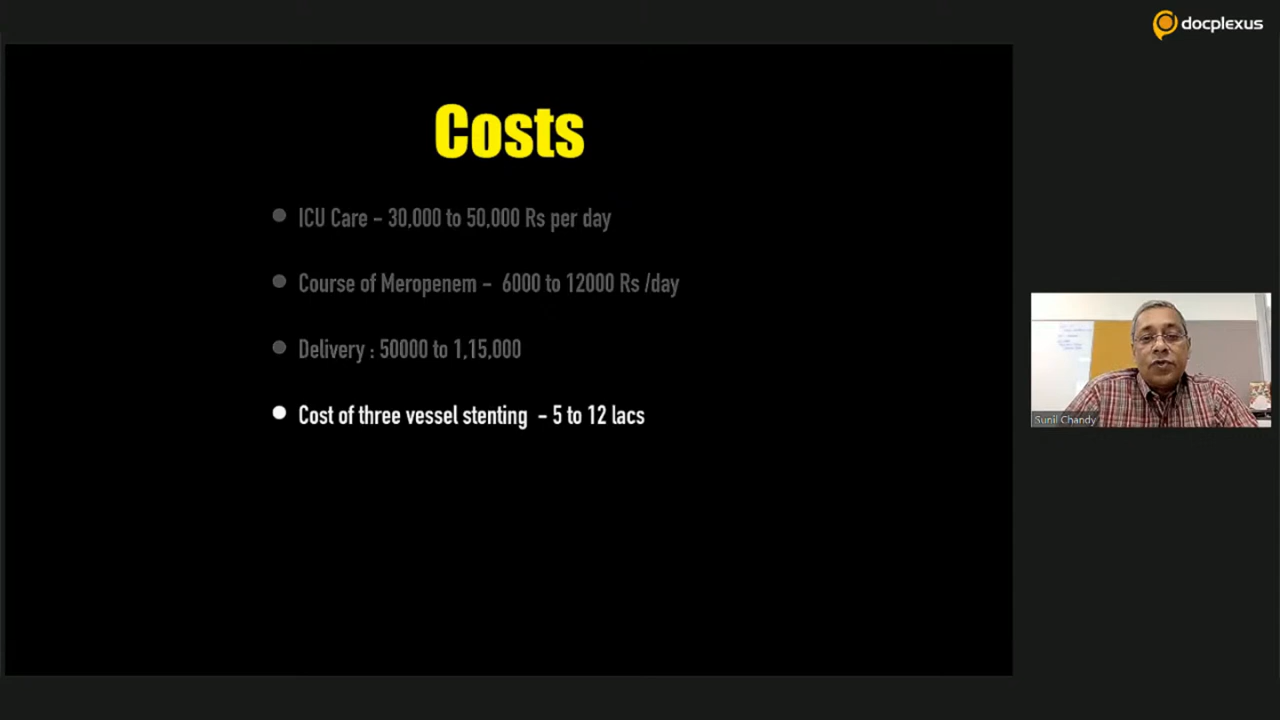 docplexus
Costs
ICU Care - 30,000 to 50,000 Rs per day
Course of Meropenem - 6000 to 12000 Rs /day
Delivery : 50000 to 1,15,000
Cost of three vessel stenting - 5 to 12 lacs
Sunil Chandy